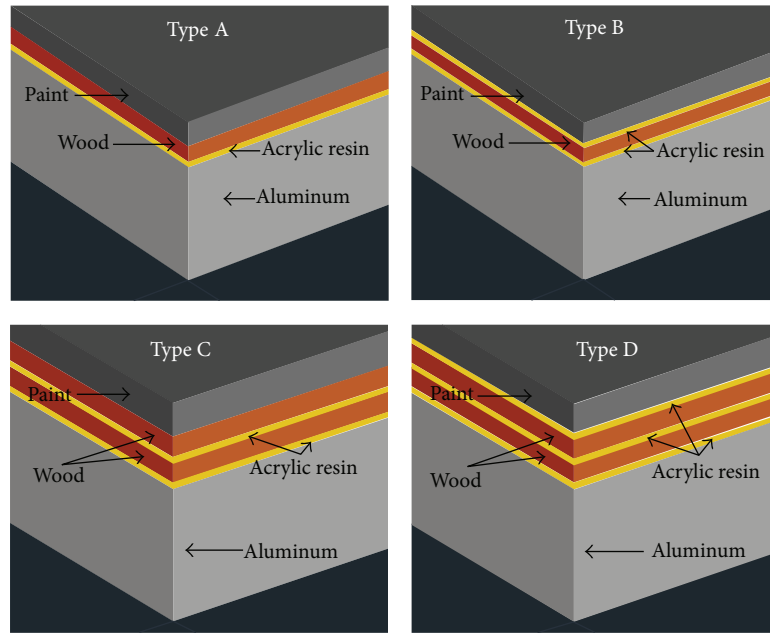 Type A
Paint
Wood
Acrylic resin
Aluminum
Type B
Paint
Wood
Acrylic resin
Aluminum
Type C
Paint
Wood
Acrylic resin
Aluminum
Type D
Paint
Wood
Acrylic resin
Aluminum